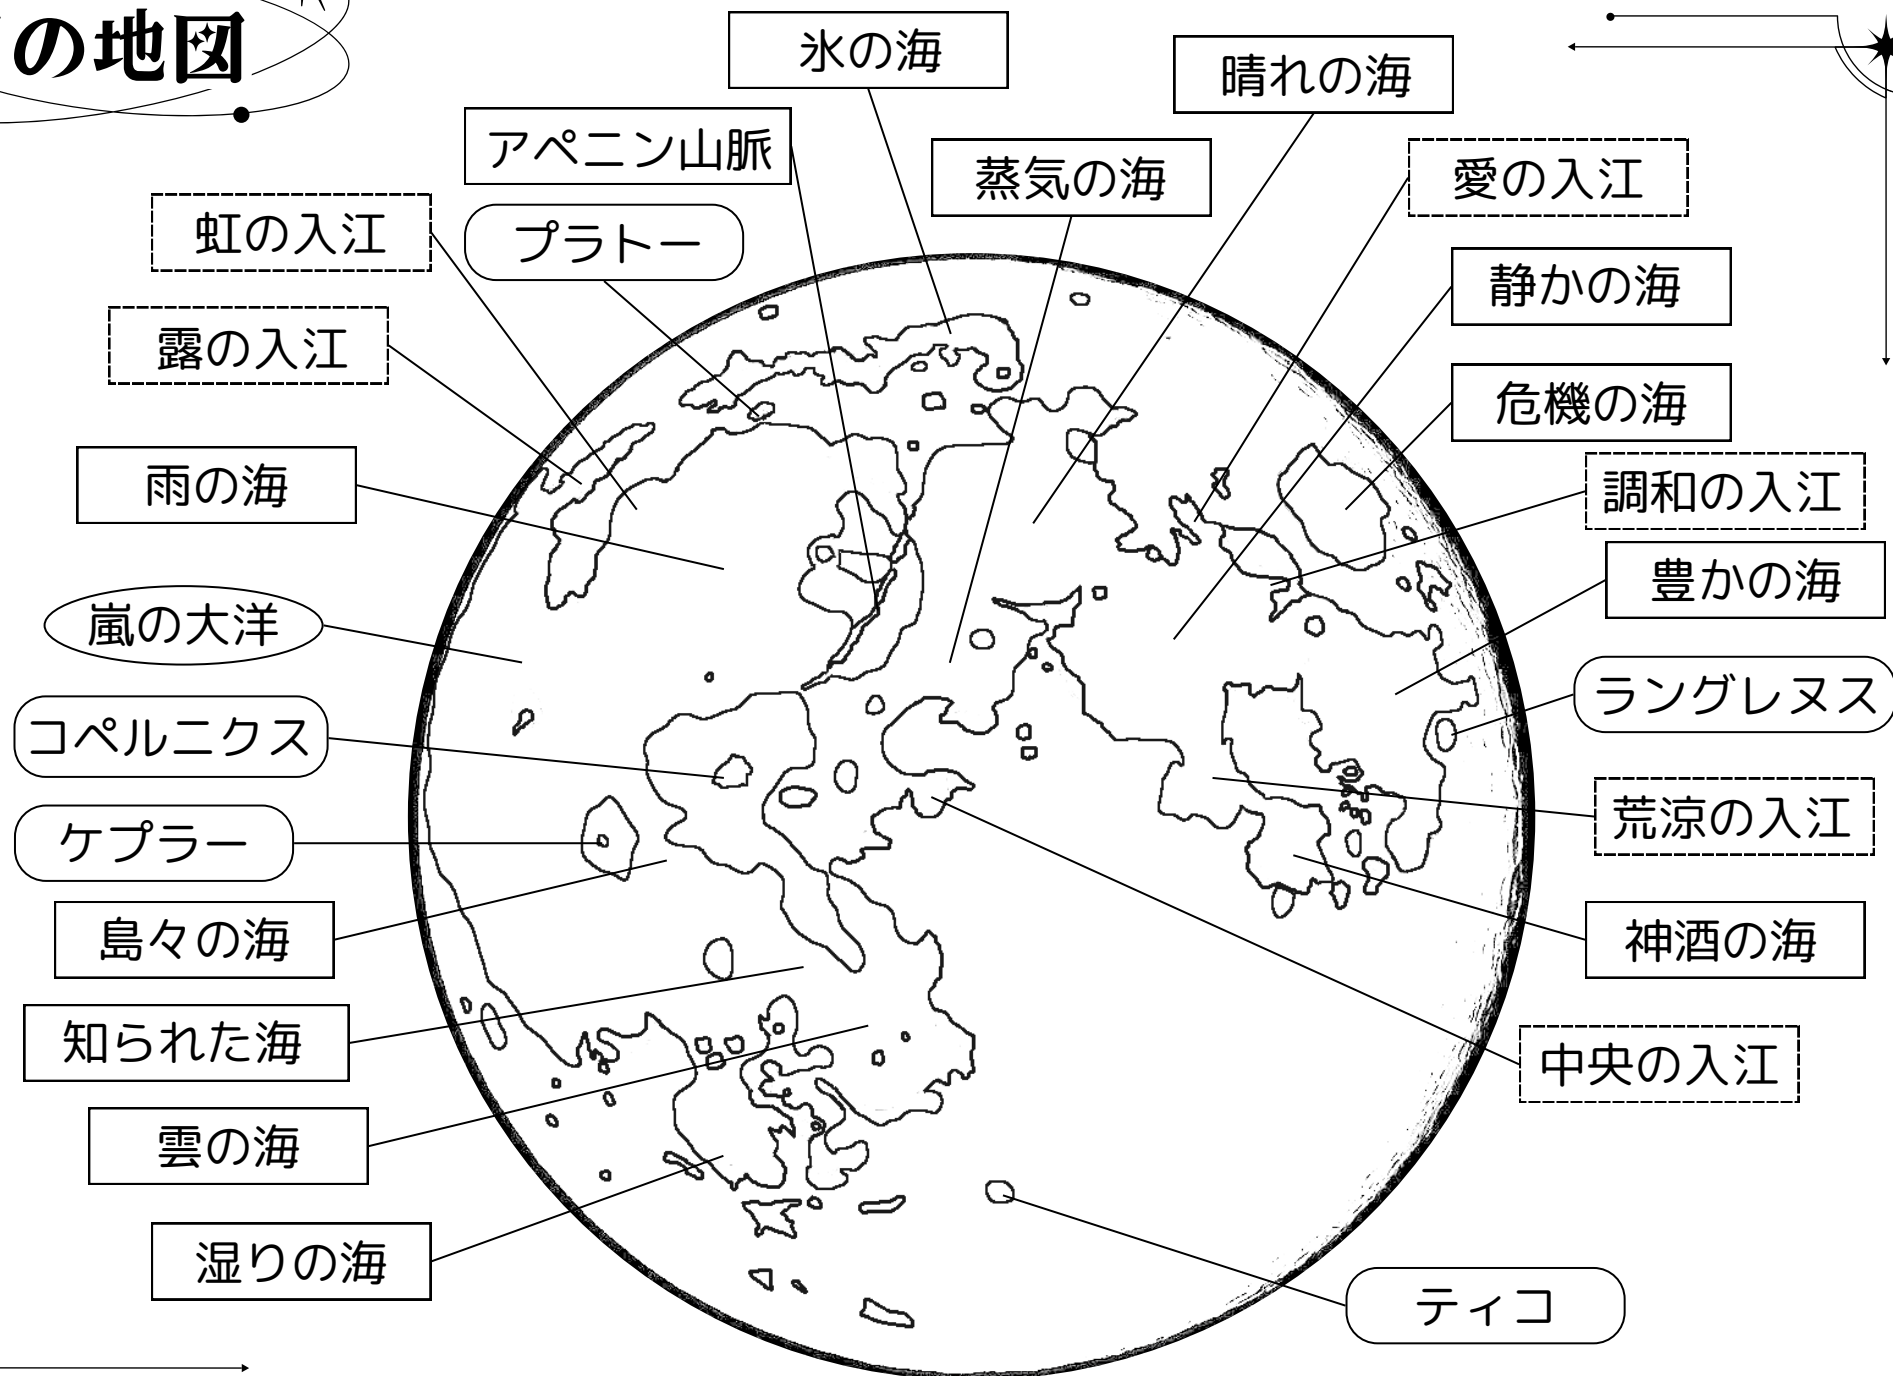 の地図
氷の海
晴れの海
アペニン山脈
蒸気の海
愛の入江
虹の入江
プラトー
静かの海
露の入江
危機の海
雨の海
調和の入江
豊かの海
嵐の大洋
ラングレヌス
コペルニクス
荒涼の入江
ケプラー
島々の海
神酒の海
知られた海
中央の入江
雲の海
湿りの海
ティコ